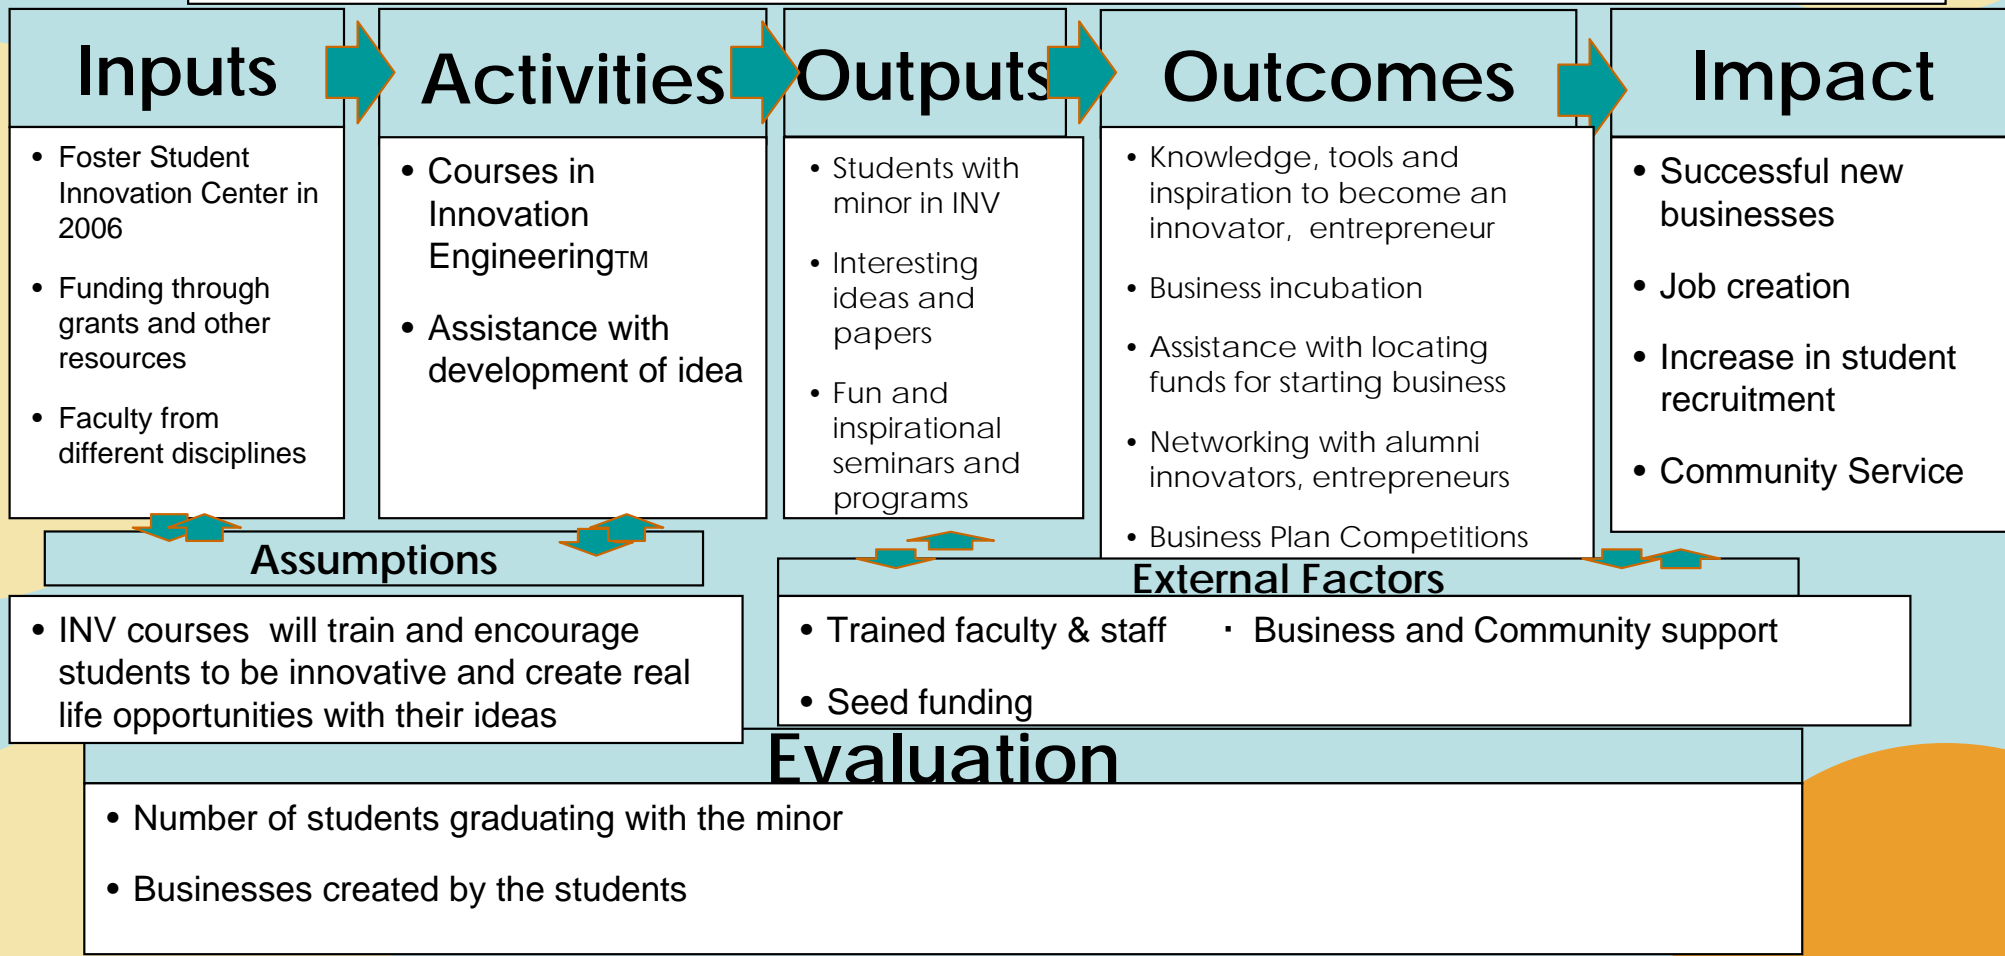 Inputs
Activities
Outputs
Outcomes
Impact
• Foster Student
Innovation Center in
2006
• Funding through
grants and other
resources
• Faculty from
different disciplines
• Courses in
Innovation
Engineering™
• Assistance with
development of idea
• Students with
minor in INV
• Interesting
ideas and
papers
• Fun and
inspirational
seminars and
programs
• Knowledge, tools and
inspiration to become an
innovator, entrepreneur
• Business incubation
• Assistance with locating
funds for starting business
• Networking with alumni
innovators, entrepreneurs
• Business Plan Competitions
• Successful new
businesses
• Job creation
• Increase in student
recruitment
• Community Service
Assumptions
• INV courses will train and encourage
students to be innovative and create real
life opportunities with their ideas
External Factors
• Trained faculty & staff · Business and Community support
• Seed funding
Evaluation
• Number of students graduating with the minor
• Businesses created by the students